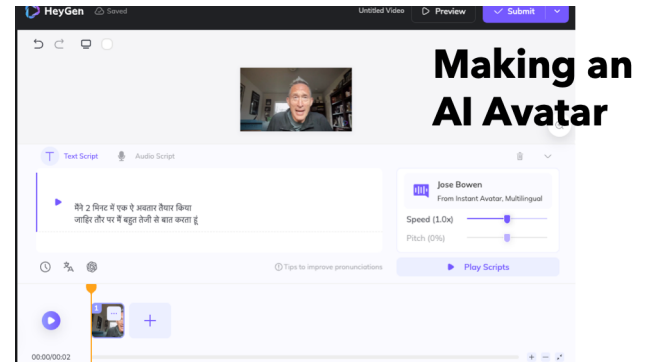 HeyGen
Saved
Untitled Video
Preview
Submit
Making an
AI Avatar
Text Script
Audio Script
Jose Bowen
From Instant Avatar, Multilingual
मैंने 2 मिनट में एक ऐ अवतार तैयार किया
जाहिर तौर पर मैं बहुत तेजी से बात करता हूं
Speed (1.0x)
Pitch (0%)
Tips to improve pronunciations
Play Scripts
1
00:00/00:02